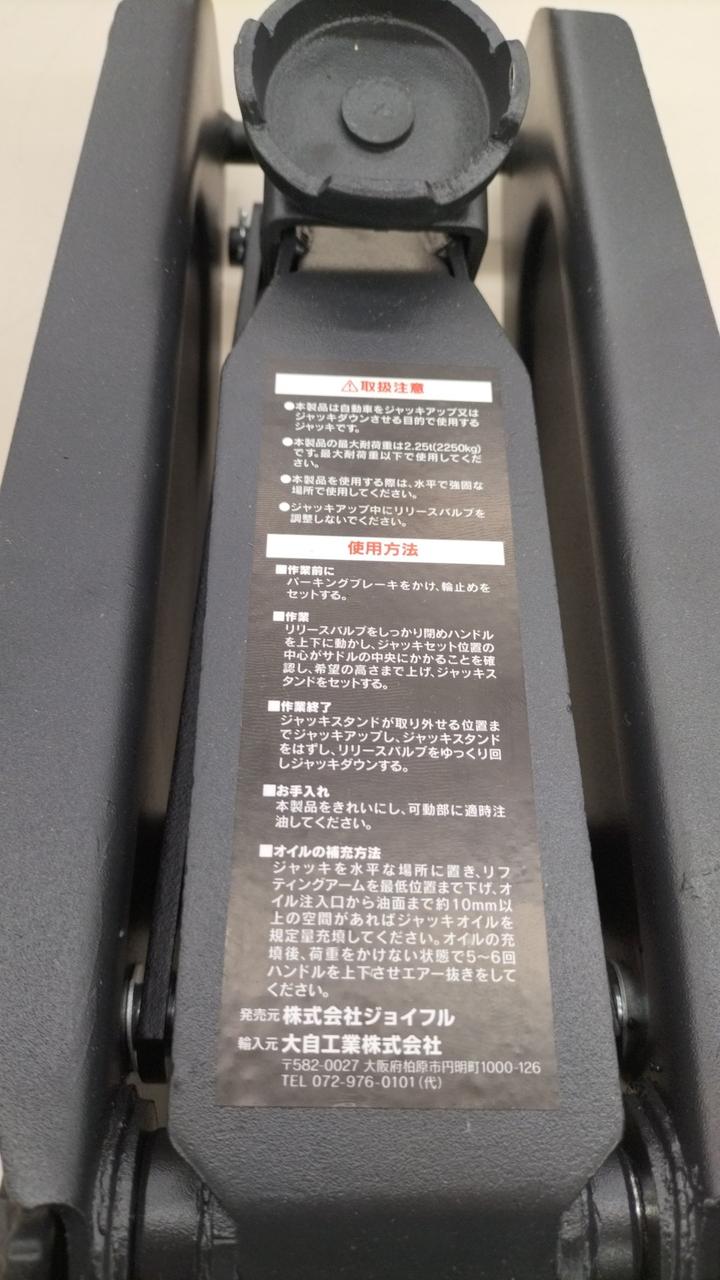 ⚠取扱注意
●本製品は自動車をジャッキアップ又は
ジャッキダウンさせる目的で使用する
ジャッキです。
●本製品の最大耐荷重は2.25t(2250kg)
です。最大耐荷重以下で使用してくだ
さい。
●本製品を使用する際は、水平で強固な
場所で使用してください。
●ジャッキアップ中にリリースバルブを
調整しないでください。
使用方法
■作業前に
パーキングブレーキをかけ、輪止めを
セットする。
■作業
リリースバルブをしっかり閉めハンドル
を上下に動かし、ジャッキセット位置の
中心がサドルの中央にかかることを確
認し、希望の高さまで上げ、ジャッキス
タンドをセットする。
■作業終了
ジャッキスタンドが取り外せる位置ま
でジャッキアップし、ジャッキスタンド
をはずし、リリースバルブをゆっくり回
しジャッキダウンする。
■お手入れ
本製品をきれいにし、可動部に適時注
油してください。
■オイルの補充方法
ジャッキを水平な場所に置き、リフ
ティングアームを最低位置まで下げ、オ
イル注入口から油面まで約10mm以
上の空間があればジャッキオイルを
規定量充填してください。オイルの充
填後、荷重をかけない状態で5〜6回
ハンドルを上下させエアー抜きをして
ください。
発売元 株式会社ジョイフル
輸入元 大自工業株式会社
〒582-0027 大阪府柏原市円明町1000-126
TEL 072-976-0101(代)